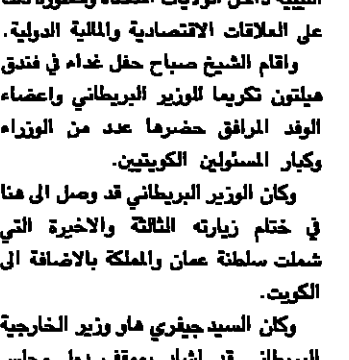 على العلاقات الاقتصادية والمالية الدولية.
واقام الشيخ صباح حفل غداء في فندق
هيلتون تكريما للوزير البريطاني واعضاء
الوفد المرافق حضرها عدد من الوزراء
وكبار المسئولين الكويتيين.
وكان الوزير البريطاني قد وصل الى هنا
في ختام زيارته الثالثة والاخيرة التي
شملت سلطنة عمان والمملكة بالاضافة الى
الكويت.
وكان السيد جيفري هاو وزير الخارجية